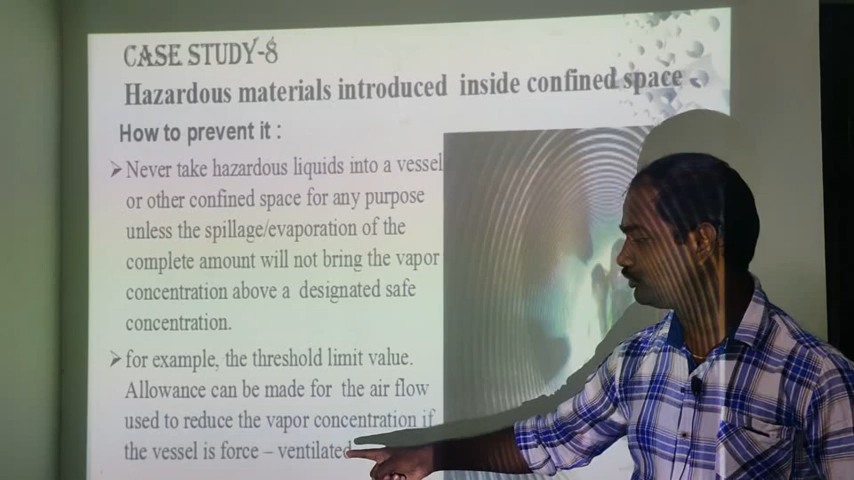 CASE STUDY-8
Hazardous materials introduced inside confined space
How to prevent it :
➢ Never take hazardous liquids into a vessel
or other confined space for any purpose
unless the spillage/evaporation of the
complete amount will not bring the vapor
concentration above a designated safe
concentration.
➢ for example, the threshold limit value.
Allowance can be made for the air flow
used to reduce the vapor concentration if
the vessel is force – ventilated